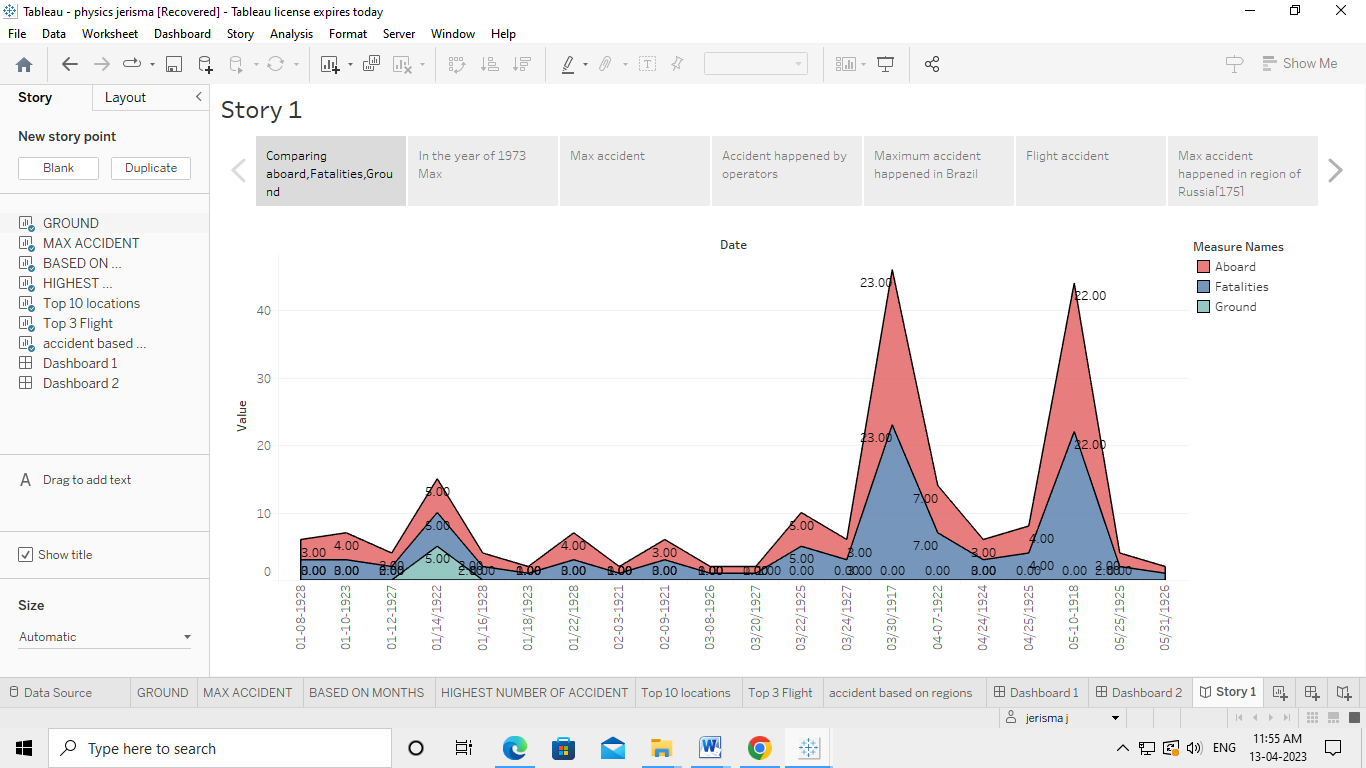 Tableau - physics jerisma [Recovered] - Tableau license expires today
File Data Worksheet Dashboard Story Analysis Format Server Window Help
Show Me
Story Layout
New story point
Blank Duplicate
GROUND
MAX ACCIDENT
BASED ON ...
HIGHEST ...
Top 10 locations
Top 3 Flight
accident based ...
Dashboard 1
Dashboard 2
A Drag to add text
Show title
Size
Automatic
Story 1
Comparing
aboard,Fatalities,Grou
nd
In the year of 1973
Max
Max accident
Accident happened by
operators
Maximum accident
happened in Brazil
Flight accident
Max accident
happened in region of
Russia[175]
Date
Value
40
30
20
10
0
23.00
22.00
23.00
22.00
5.00
5.00
5.00
3.00
4.00
4.00
3.00
5.00
5.00
3.00
7.00
7.00
3.00
4.00
4.00
0.00
0.00
0.00
0.00
0.00
01-08-1928
01-10-1923
01-12-1927
01/14/1922
01/16/1928
01/18/1923
01/22/1928
02-03-1921
02-09-1921
03-08-1926
03/20/1927
03/22/1925
03/24/1927
03/30/1917
04-07-1922
04/24/1924
04/25/1925
05-10-1918
05/25/1925
05/31/1926
Measure Names
Aboard
Fatalities
Ground
Data Source GROUND MAX ACCIDENT BASED ON MONTHS HIGHEST NUMBER OF ACCIDENT Top 10 locations Top 3 Flight accident based on regions Dashboard 1 Dashboard 2 Story 1
jerisma j
Type here to search
ENG
11:55 AM
13-04-2023